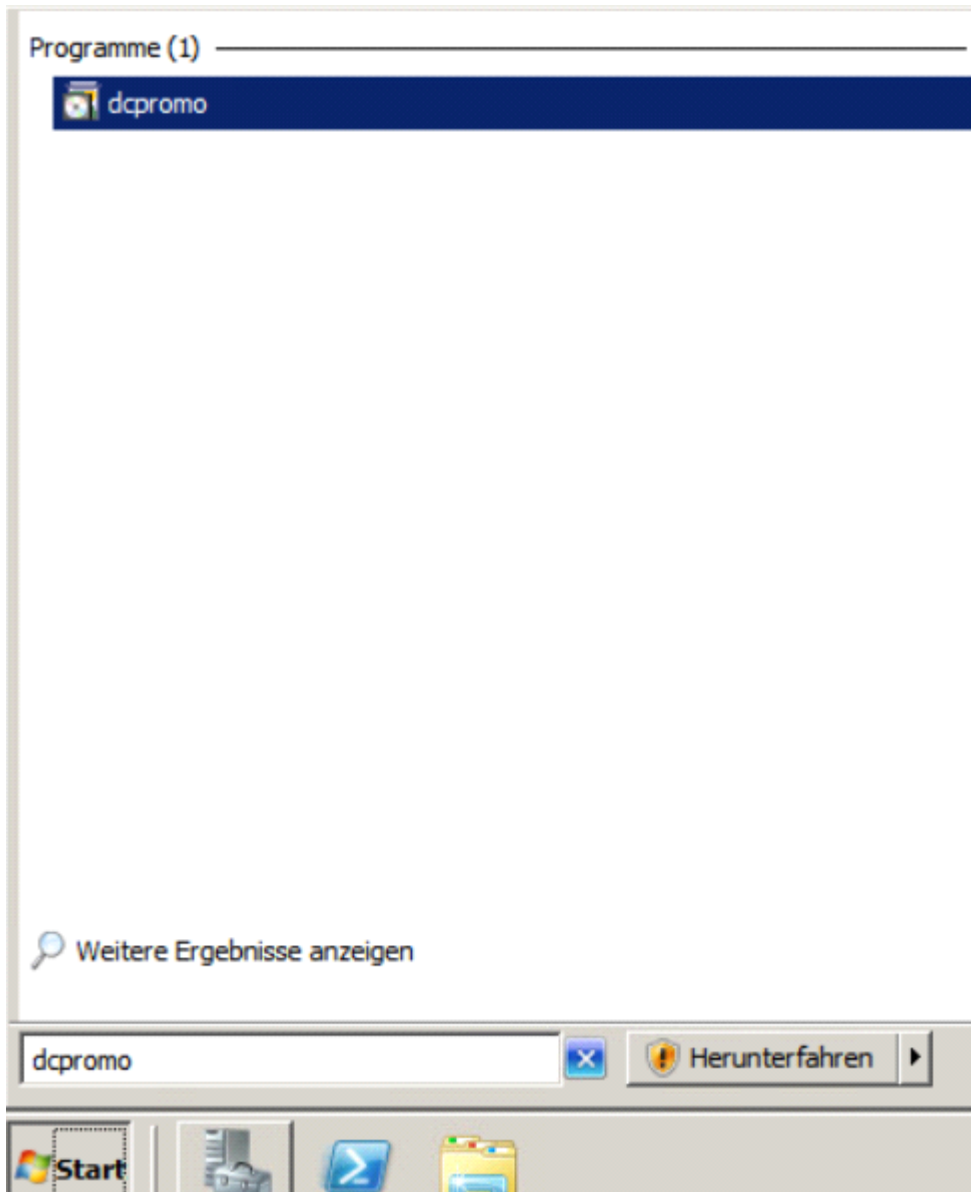 Programme (1)
dcpromo
Weitere Ergebnisse anzeigen
dcpromo
Herunterfahren
Start